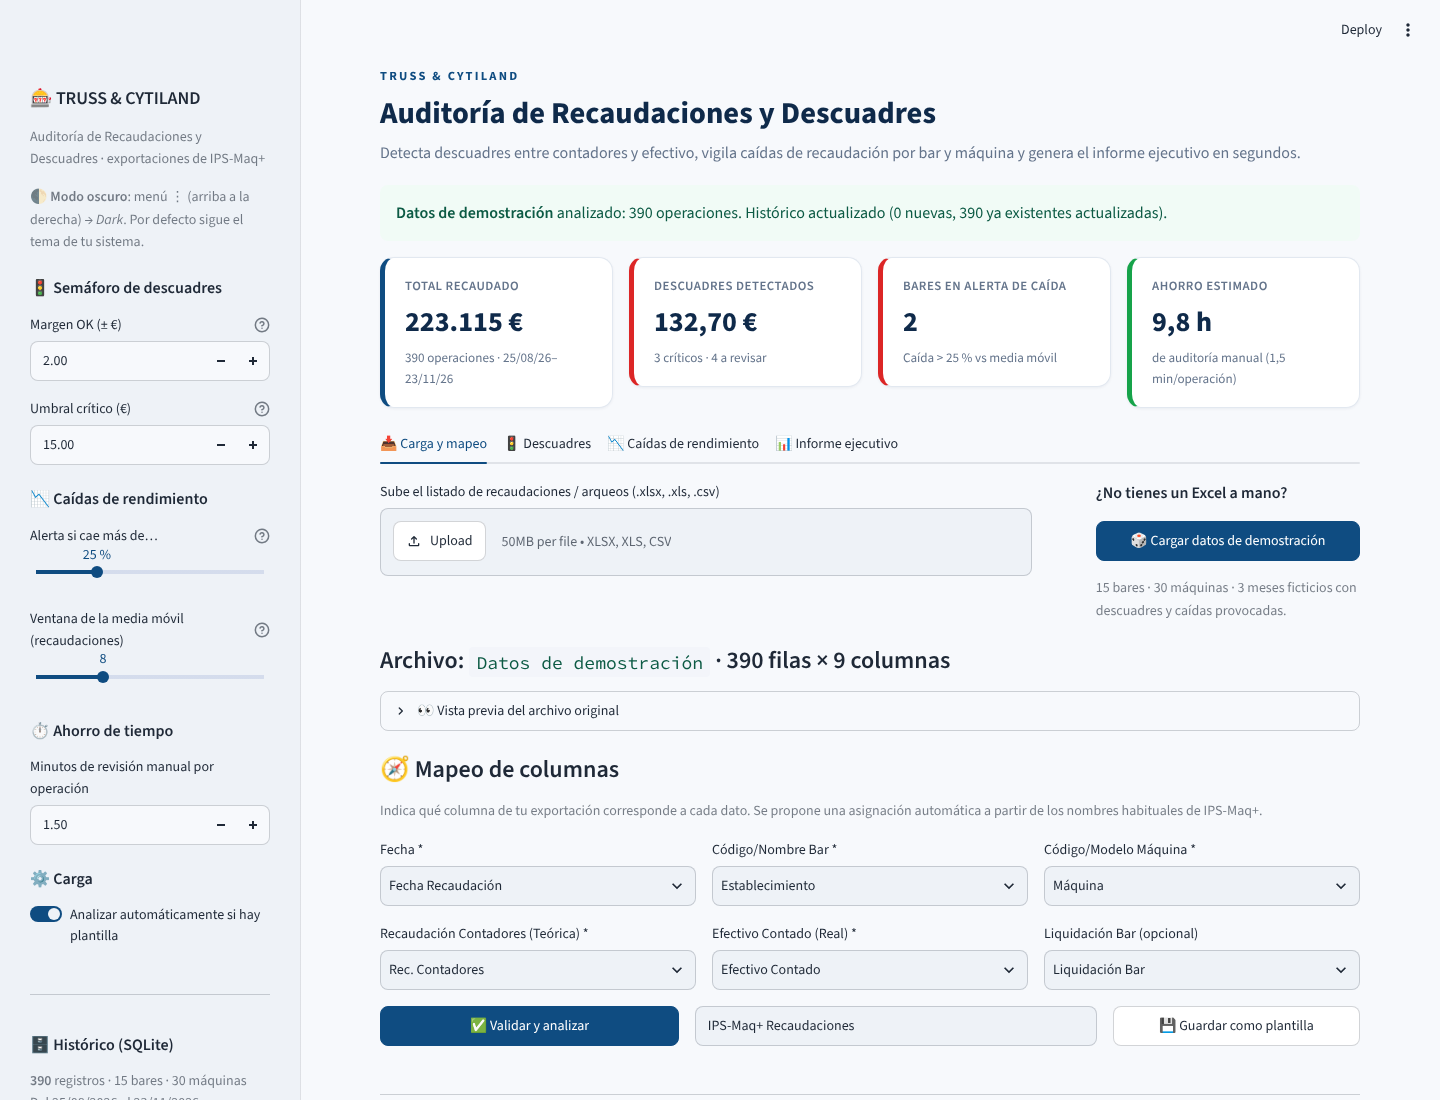 Deploy
TRUSS & CYTILAND
Auditoría de Recaudaciones y
Descuadres · exportaciones de IPS-Maq+
Modo oscuro: menú ⋮ (arriba a la
derecha) → Dark. Por defecto sigue el
tema de tu sistema.
Semáforo de descuadres
Margen OK (± €)
2.00
Umbral crítico (€)
15.00
Caídas de rendimiento
Alerta si cae más de...
25 %
Ventana de la media móvil
(recaudaciones)
8
Ahorro de tiempo
Minutos de revisión manual por
operación
1.50
Carga
Analizar automáticamente si hay
plantilla
Histórico (SQLite)
390 registros · 15 bares · 30 máquinas
TRUSS & CYTILAND
Auditoría de Recaudaciones y Descuadres
Detecta descuadres entre contadores y efectivo, vigila caídas de recaudación por bar y máquina y genera el informe ejecutivo en segundos.
Datos de demostración analizado: 390 operaciones. Histórico actualizado (0 nuevas, 390 ya existentes actualizadas).
TOTAL RECAUDADO
223.115 €
390 operaciones · 25/08/26–
23/11/26
DESCUADRES DETECTADOS
132,70 €
3 críticos · 4 a revisar
BARES EN ALERTA DE CAÍDA
2
Caída > 25 % vs media móvil
AHORRO ESTIMADO
9,8 h
de auditoría manual (1,5
min/operación)
Carga y mapeo
Descuadres
Caídas de rendimiento
Informe ejecutivo
Sube el listado de recaudaciones / arqueos (.xlsx, .xls, .csv)
Upload
50MB per file • XLSX, XLS, CSV
¿No tienes un Excel a mano?
Cargar datos de demostración
15 bares · 30 máquinas · 3 meses ficticios con
descuadres y caídas provocadas.
Archivo: Datos de demostración · 390 filas × 9 columnas
Vista previa del archivo original
Mapeo de columnas
Indica qué columna de tu exportación corresponde a cada dato. Se propone una asignación automática a partir de los nombres habituales de IPS-Maq+.
Fecha *
Fecha Recaudación
Código/Nombre Bar *
Establecimiento
Código/Modelo Máquina *
Máquina
Recaudación Contadores (Teórica) *
Rec. Contadores
Efectivo Contado (Real) *
Efectivo Contado
Liquidación Bar (opcional)
Liquidación Bar
Validar y analizar
IPS-Maq+ Recaudaciones
Guardar como plantilla